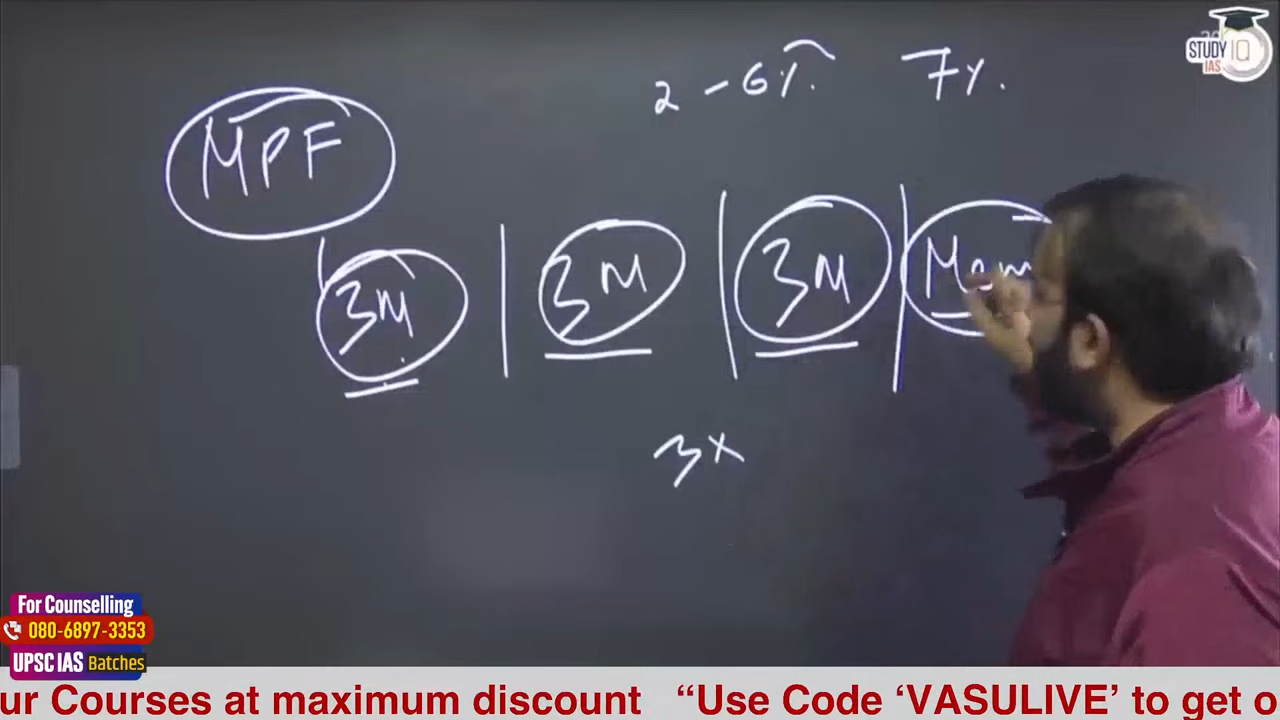 2 - 6%. 7%.
STUDY IQ
IAS
MPF
3M 3M 3M Mom
3x
For Counselling
080-6897-3353
UPSC IAS Batches
ur Courses at maximum discount “Use Code ‘VASULIVE’ to get o